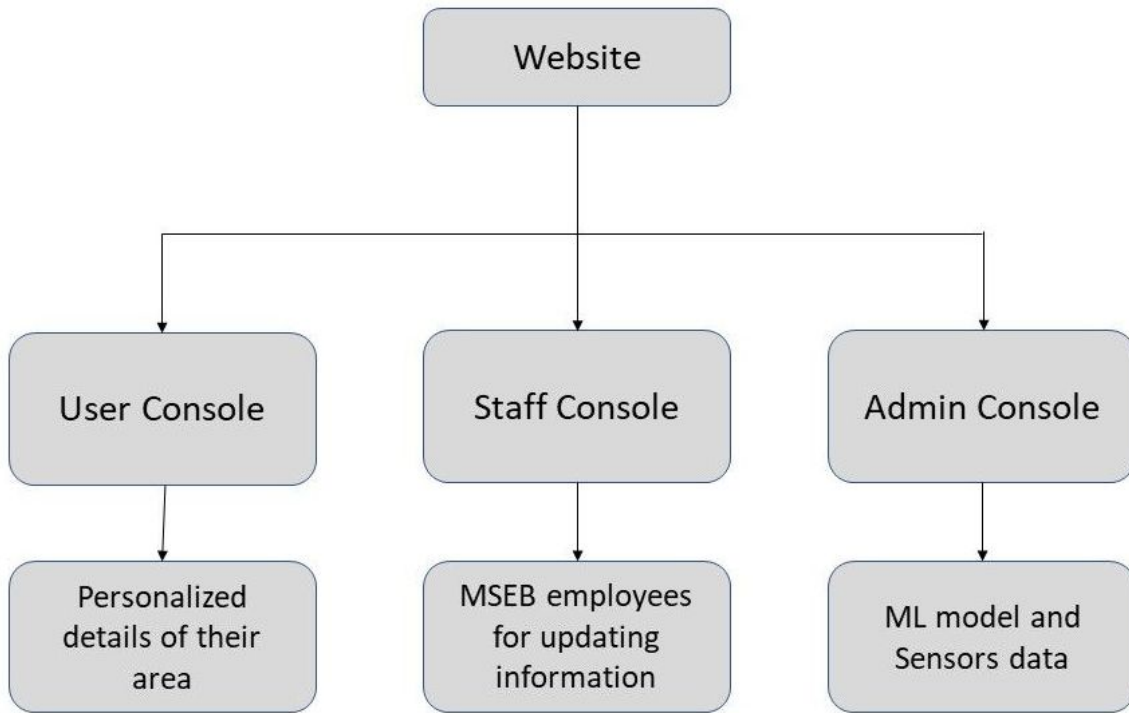 Website
User Console
Staff Console
Admin Console
Personalized
details of their
area
MSEB employees
for updating
information
ML model and
Sensors data